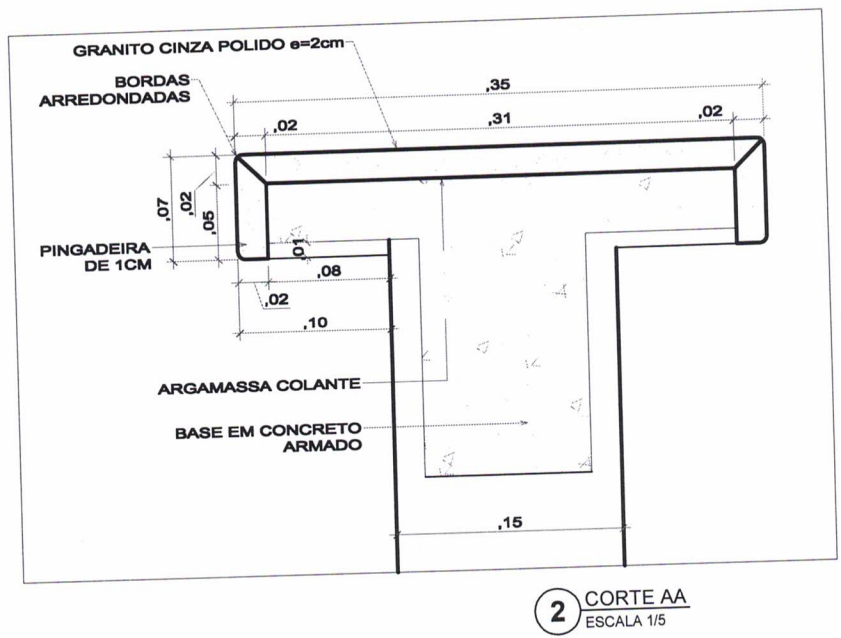 GRANITO CINZA POLIDO e=2cm
BORDAS
ARREDONDADAS
,35
,02
,31
,02
,07
,02
,05
PINGADEIRA
DE 1CM
,01
,08
,02
,10
ARGAMASSA COLANTE
BASE EM CONCRETO
ARMADO
,15
2
CORTE AA
ESCALA 1/5